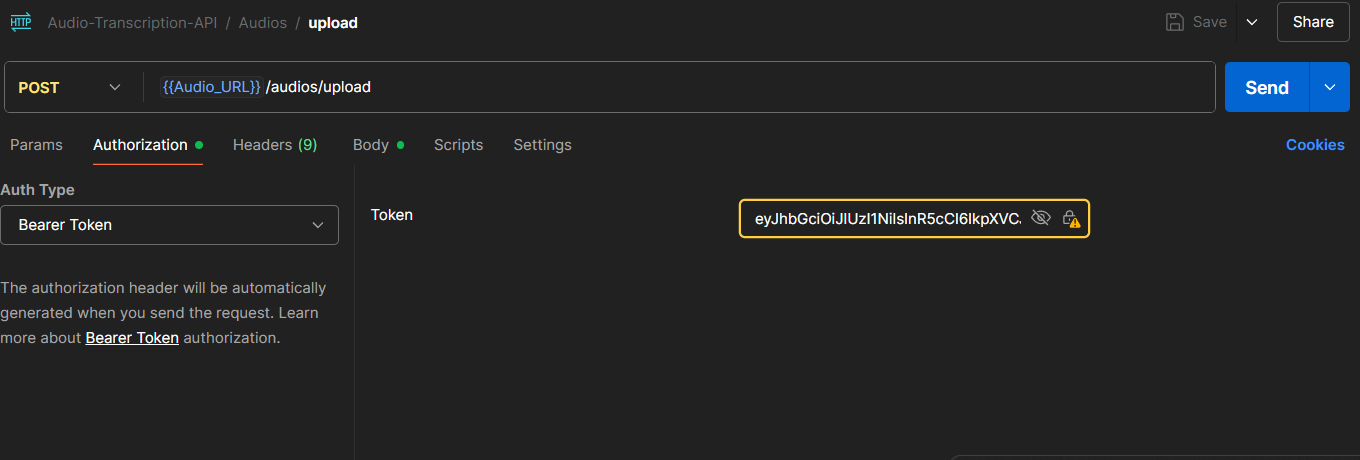 HTTP Audio-Transcription-API / Audios / upload Save Share
POST {{Audio_URL}} /audios/upload Send
Params Authorization Headers (9) Body Scripts Settings Cookies
Auth Type
Bearer Token
Token eyJhbGciOiJIUzI1NiIsInR5cCI6IkpXVC.
The authorization header will be automatically
generated when you send the request. Learn
more about Bearer Token authorization.